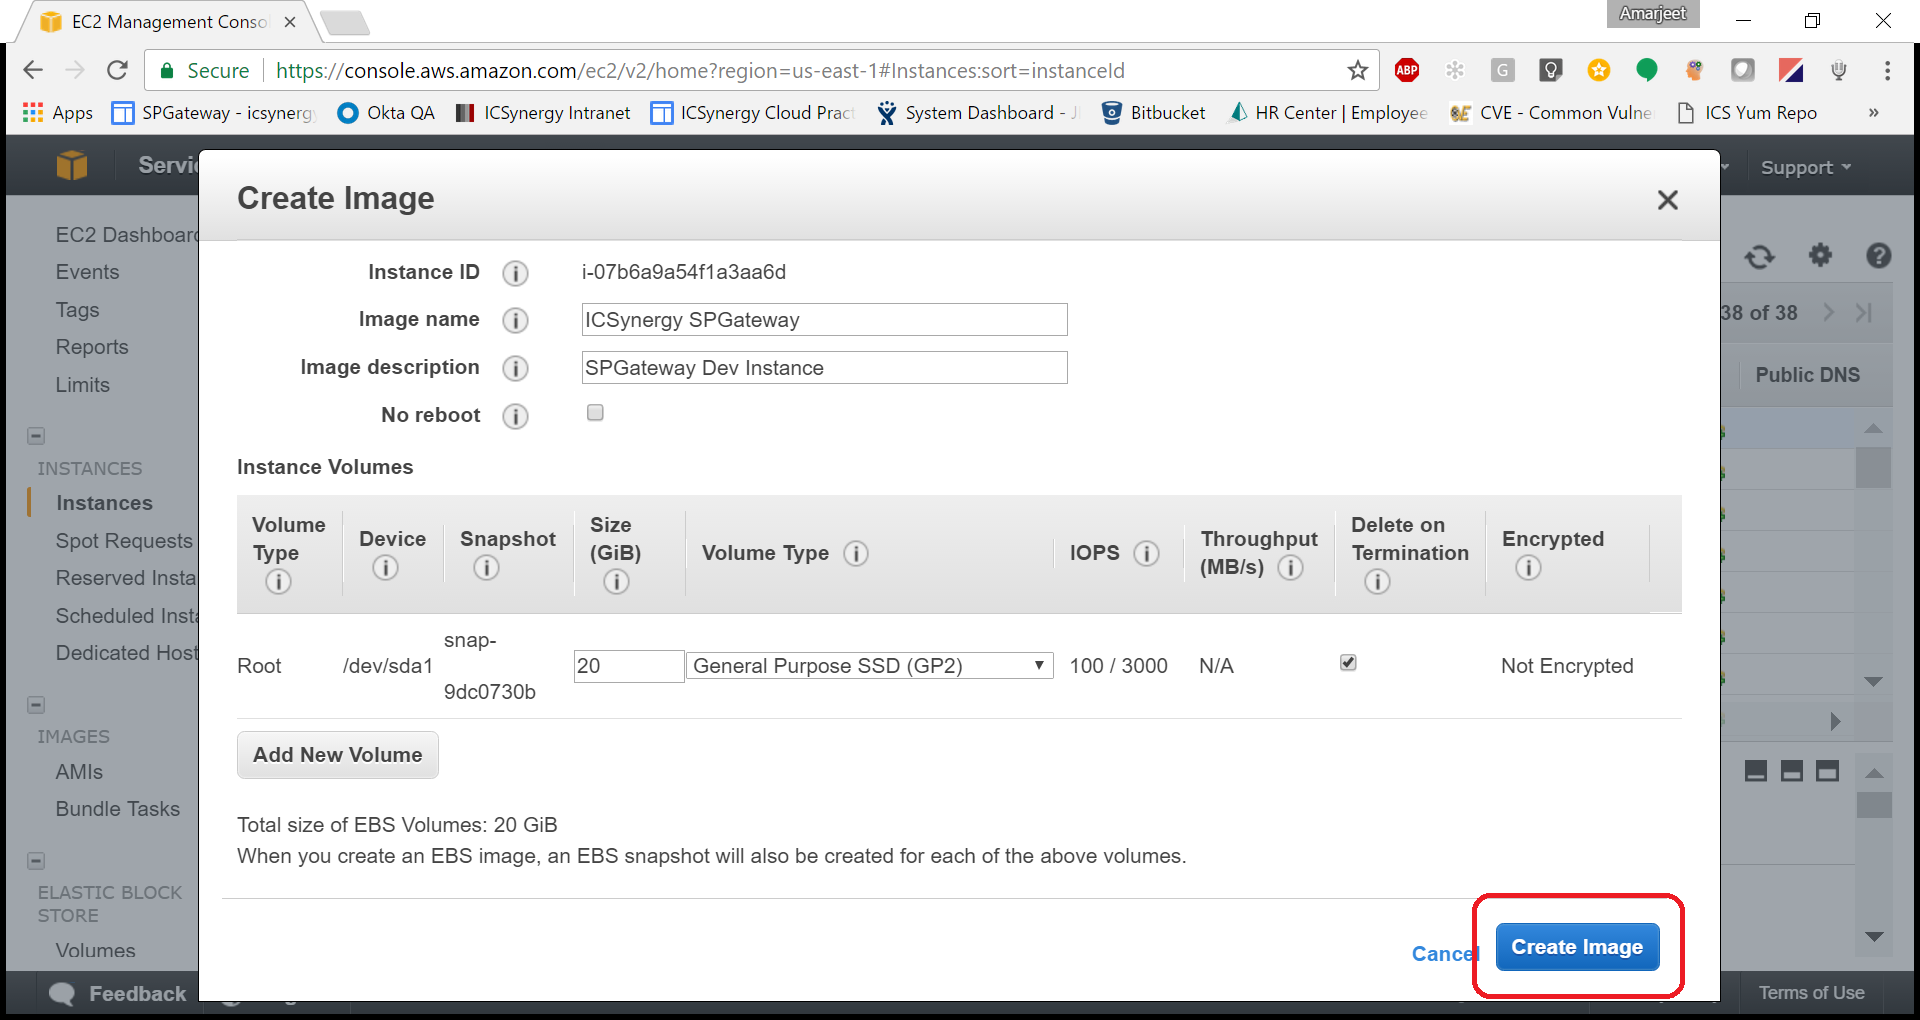 EC2 Management Conso
Amarjeet
Secure
https://console.aws.amazon.com/ec2/v2/home?region=us-east-1#Instances:sort=instanceId
ABP
G
Apps
SPGateway - icsynergy
Okta QA
ICSynergy Intranet
ICSynergy Cloud Pract
System Dashboard - JI
Bitbucket
HR Center | Employee
CVE - Common Vulne
ICS Yum Repo
»
Servic
Support
Create Image
EC2 Dashboard
Events
Tags
Reports
Limits
INSTANCES
Instances
Spot Requests
Reserved Insta
Scheduled Insta
Dedicated Host
IMAGES
AMIs
Bundle Tasks
ELASTIC BLOCK
STORE
Volumes
38 of 38
Public DNS
Instance ID
i-07b6a9a54f1a3aa6d
Image name
ICSynergy SPGateway
Image description
SPGateway Dev Instance
No reboot
Instance Volumes
Volume Type
Device
Snapshot
Size (GiB)
Volume Type
IOPS
Throughput (MB/s)
Delete on Termination
Encrypted
Root
/dev/sda1
snap-9dc0730b
20
General Purpose SSD (GP2)
100 / 3000
N/A
Not Encrypted
Add New Volume
Total size of EBS Volumes: 20 GiB
When you create an EBS image, an EBS snapshot will also be created for each of the above volumes.
Cancel
Create Image
Feedback
Terms of Use